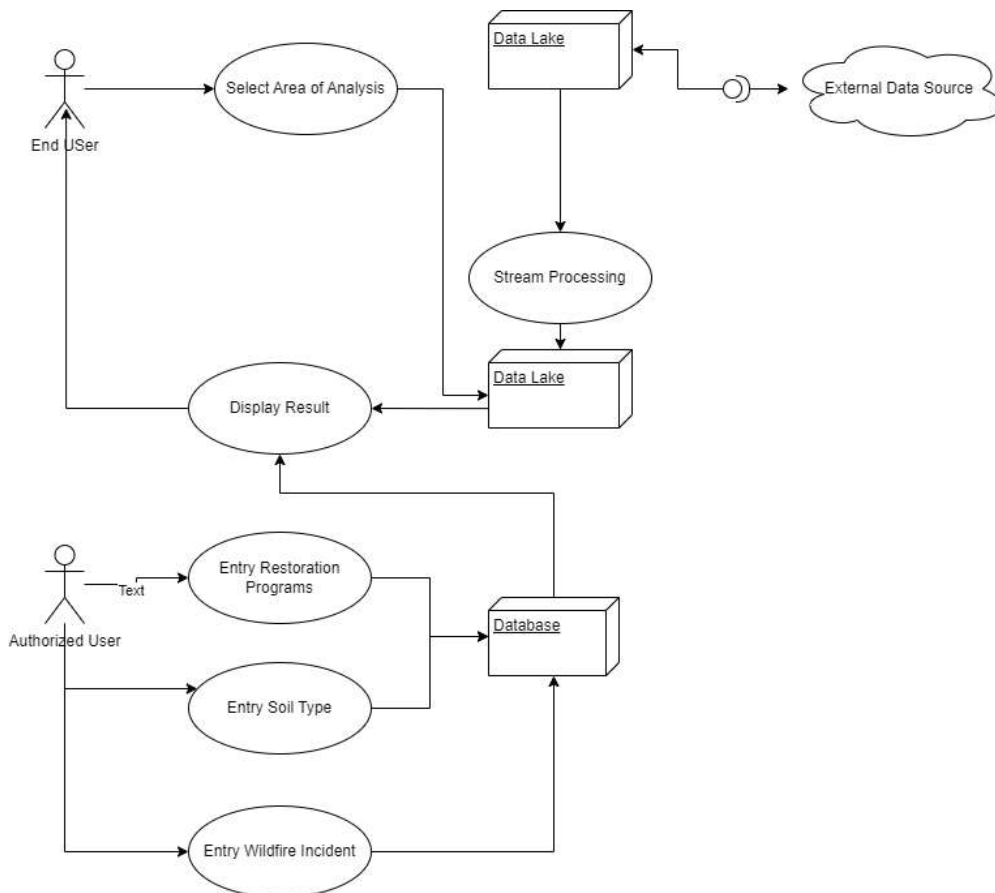 Data Lake
Select Area of Analysis
External Data Source
End USer
Stream Processing
Data Lake
Display Result
Entry Restoration
Programs
Text
Database
Authorized User
Entry Soil Type
Entry Wildfire Incident